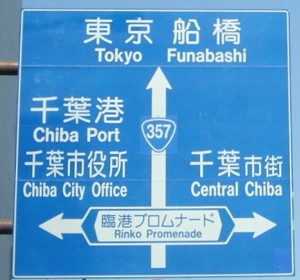 東京 船橋
Tokyo Funabashi
千葉港
Chiba Port
357
千葉市役所
Chiba City Office
千葉市街
Central Chiba
臨港プロムナード
Rinko Promenade